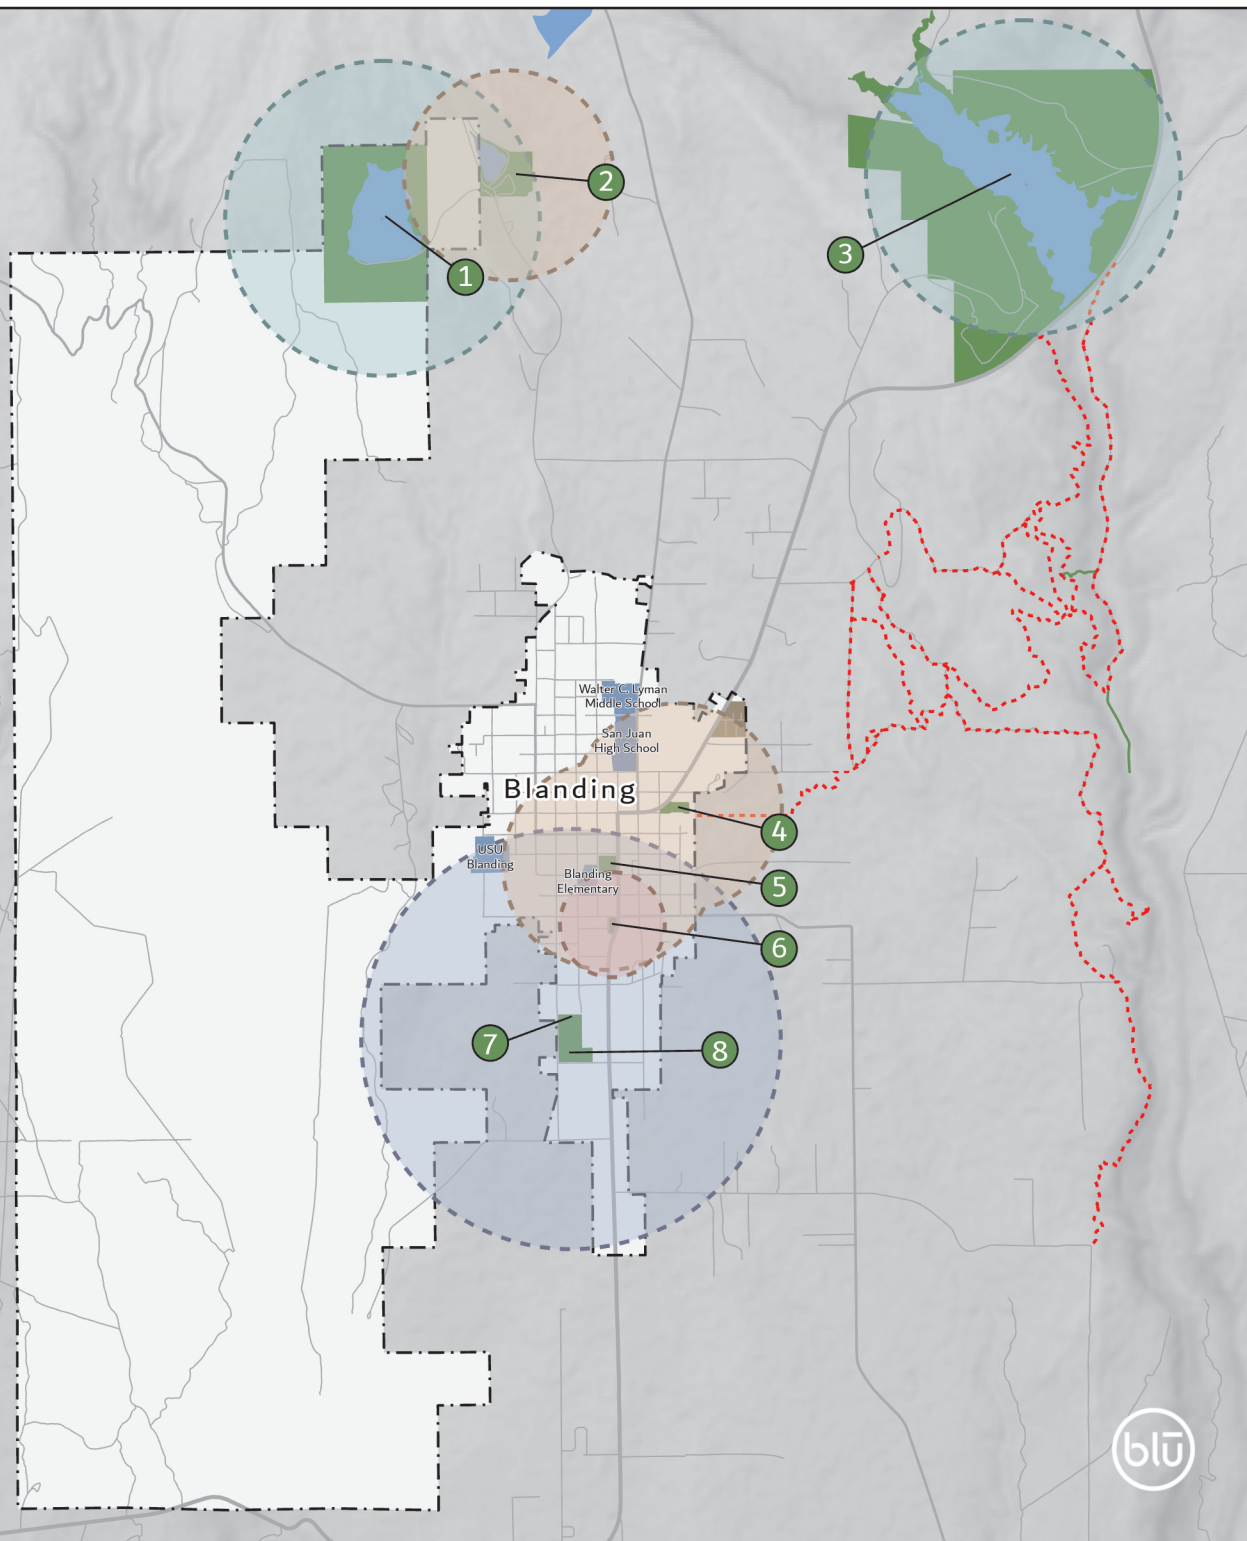 2
1
3
Walter C. Lyman
Middle School
San Juan
High School
Blanding
4
USU
Blanding
Blanding
Elementary
5
6
7
8
blū